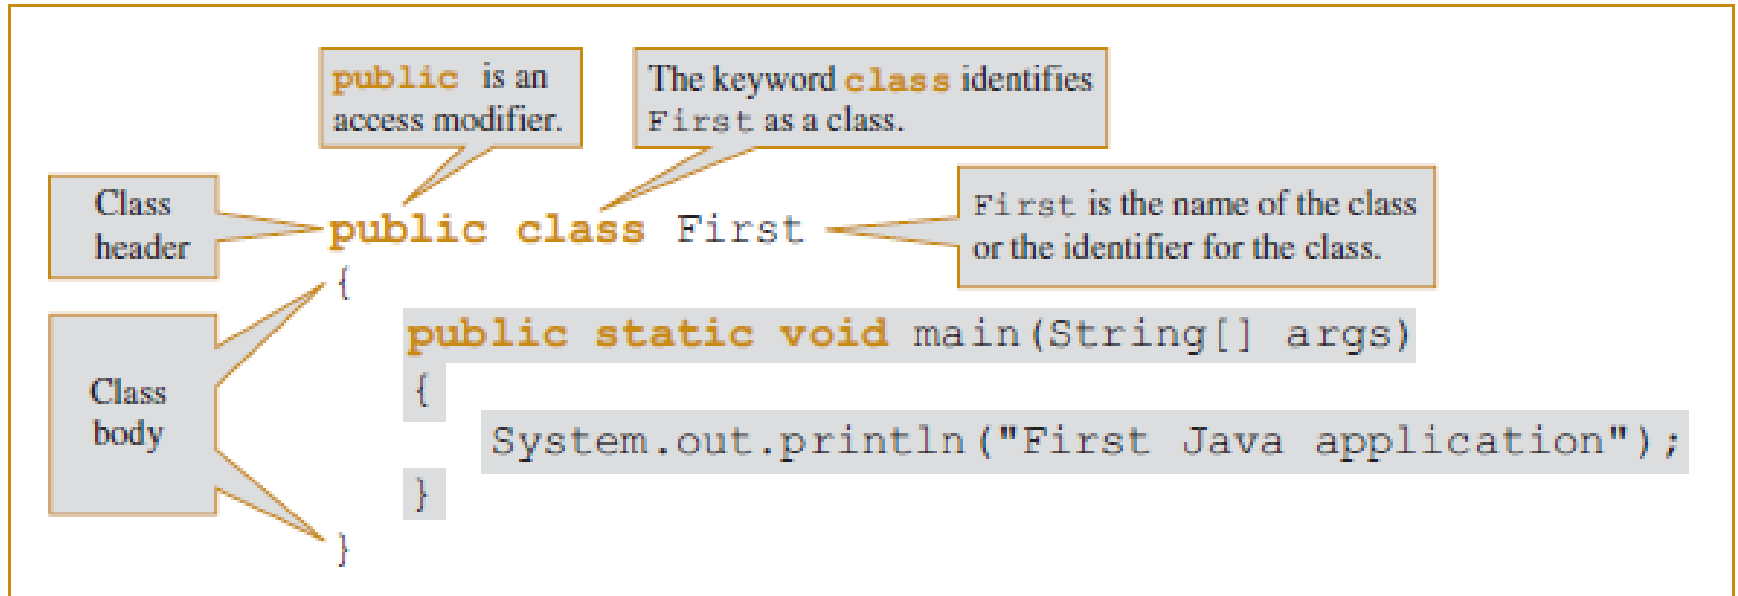 public is an
access modifier.
The keyword class identifies
First as a class.
Class
header
public class First
First is the name of the class
or the identifier for the class.
{
public static void main(String[] args)
{
Class
body
System.out.println("First Java application");
}
}